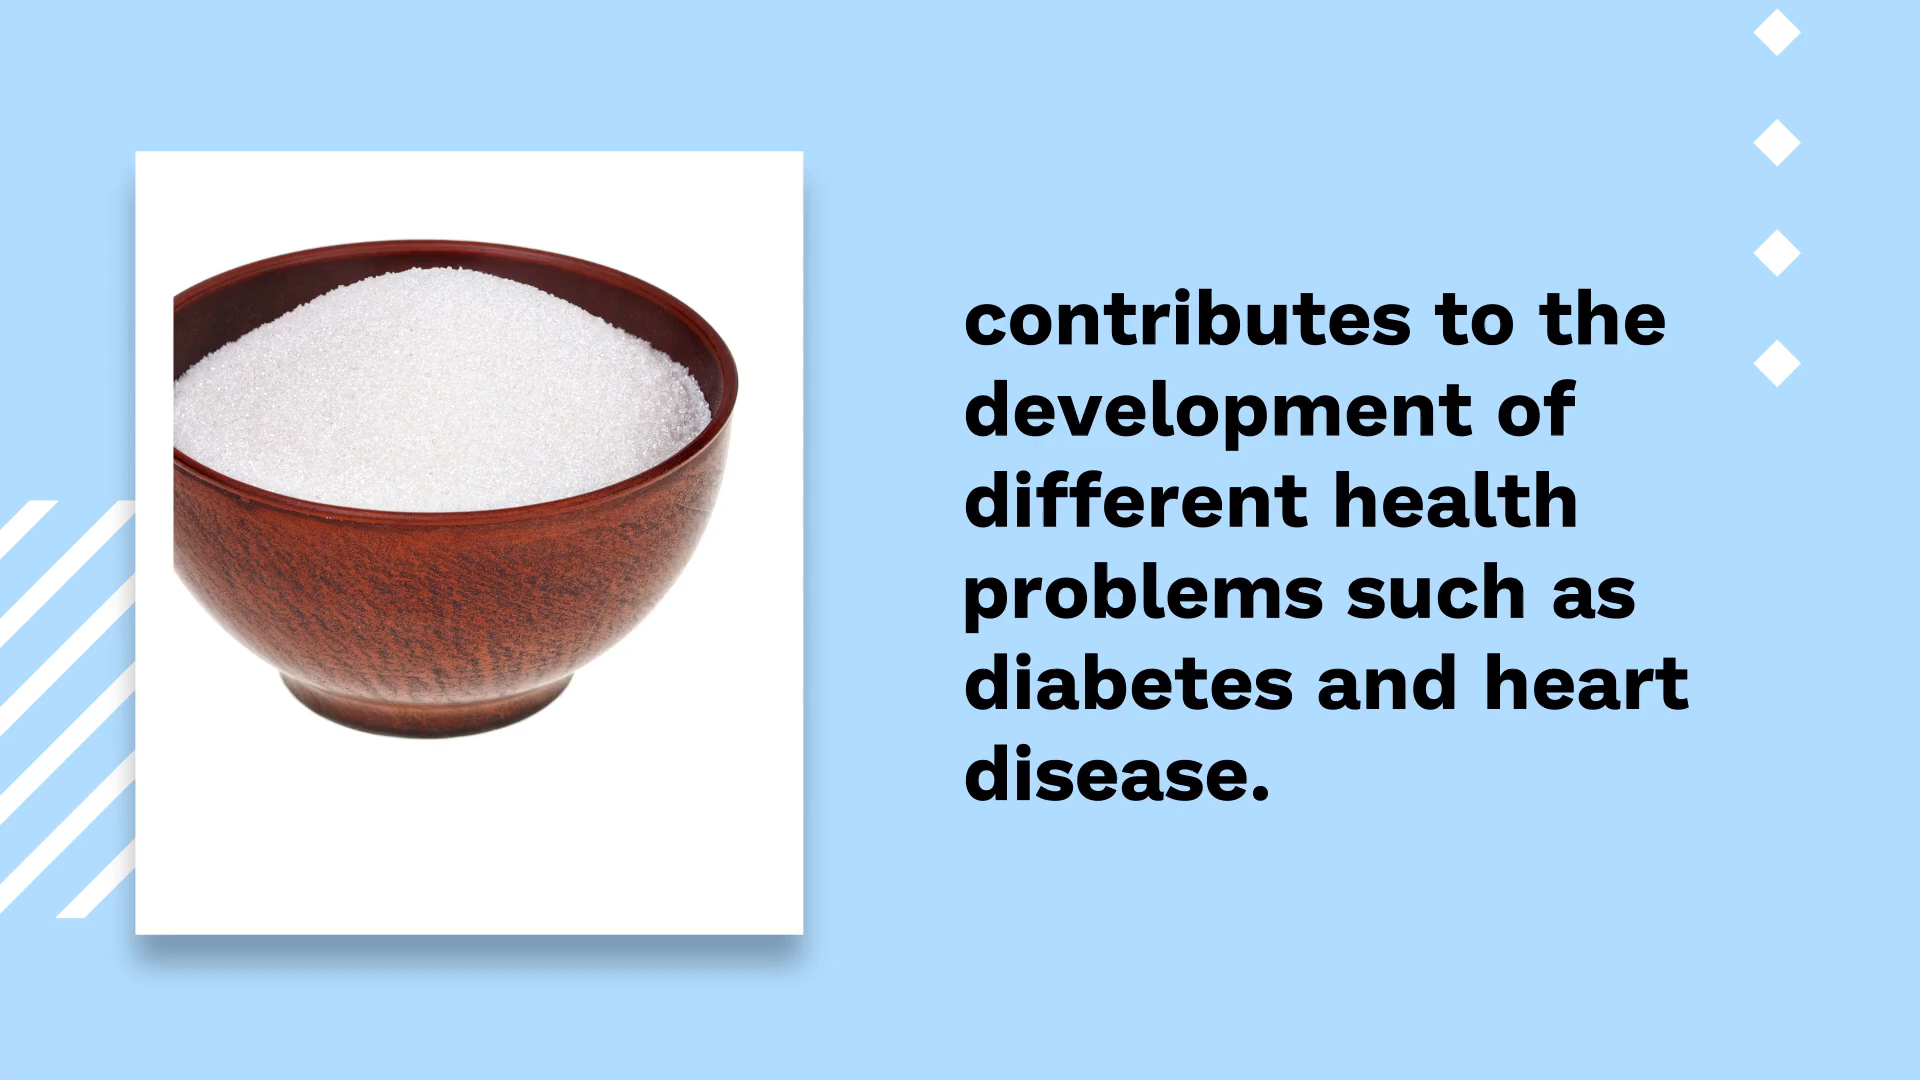 contributes to the
development of
different health
problems such as
diabetes and heart
disease.